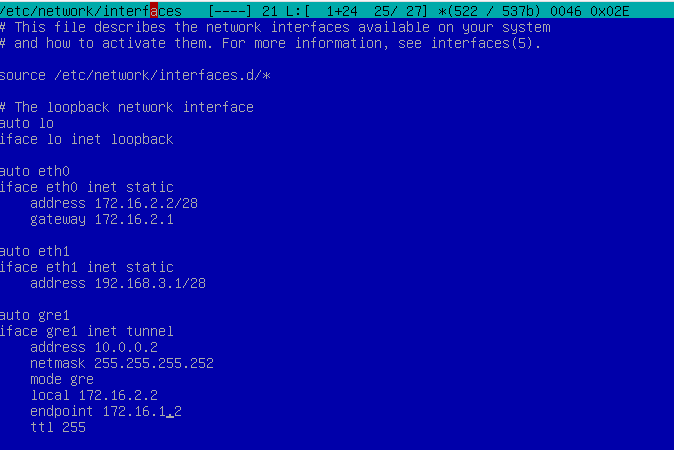 /etc/network/interfaces [----] 21 L:[ 1+24 25/ 27] *(522 / 537b) 0046 0x02E
# This file describes the network interfaces available on your system
# and how to activate them. For more information, see interfaces(5).
source /etc/network/interfaces.d/*
# The loopback network interface
auto lo
iface lo inet loopback
auto eth0
iface eth0 inet static
address 172.16.2.2/28
gateway 172.16.2.1
auto eth1
iface eth1 inet static
address 192.168.3.1/28
auto gre1
iface gre1 inet tunnel
address 10.0.0.2
netmask 255.255.255.252
mode gre
local 172.16.2.2
endpoint 172.16.1.2
ttl 255